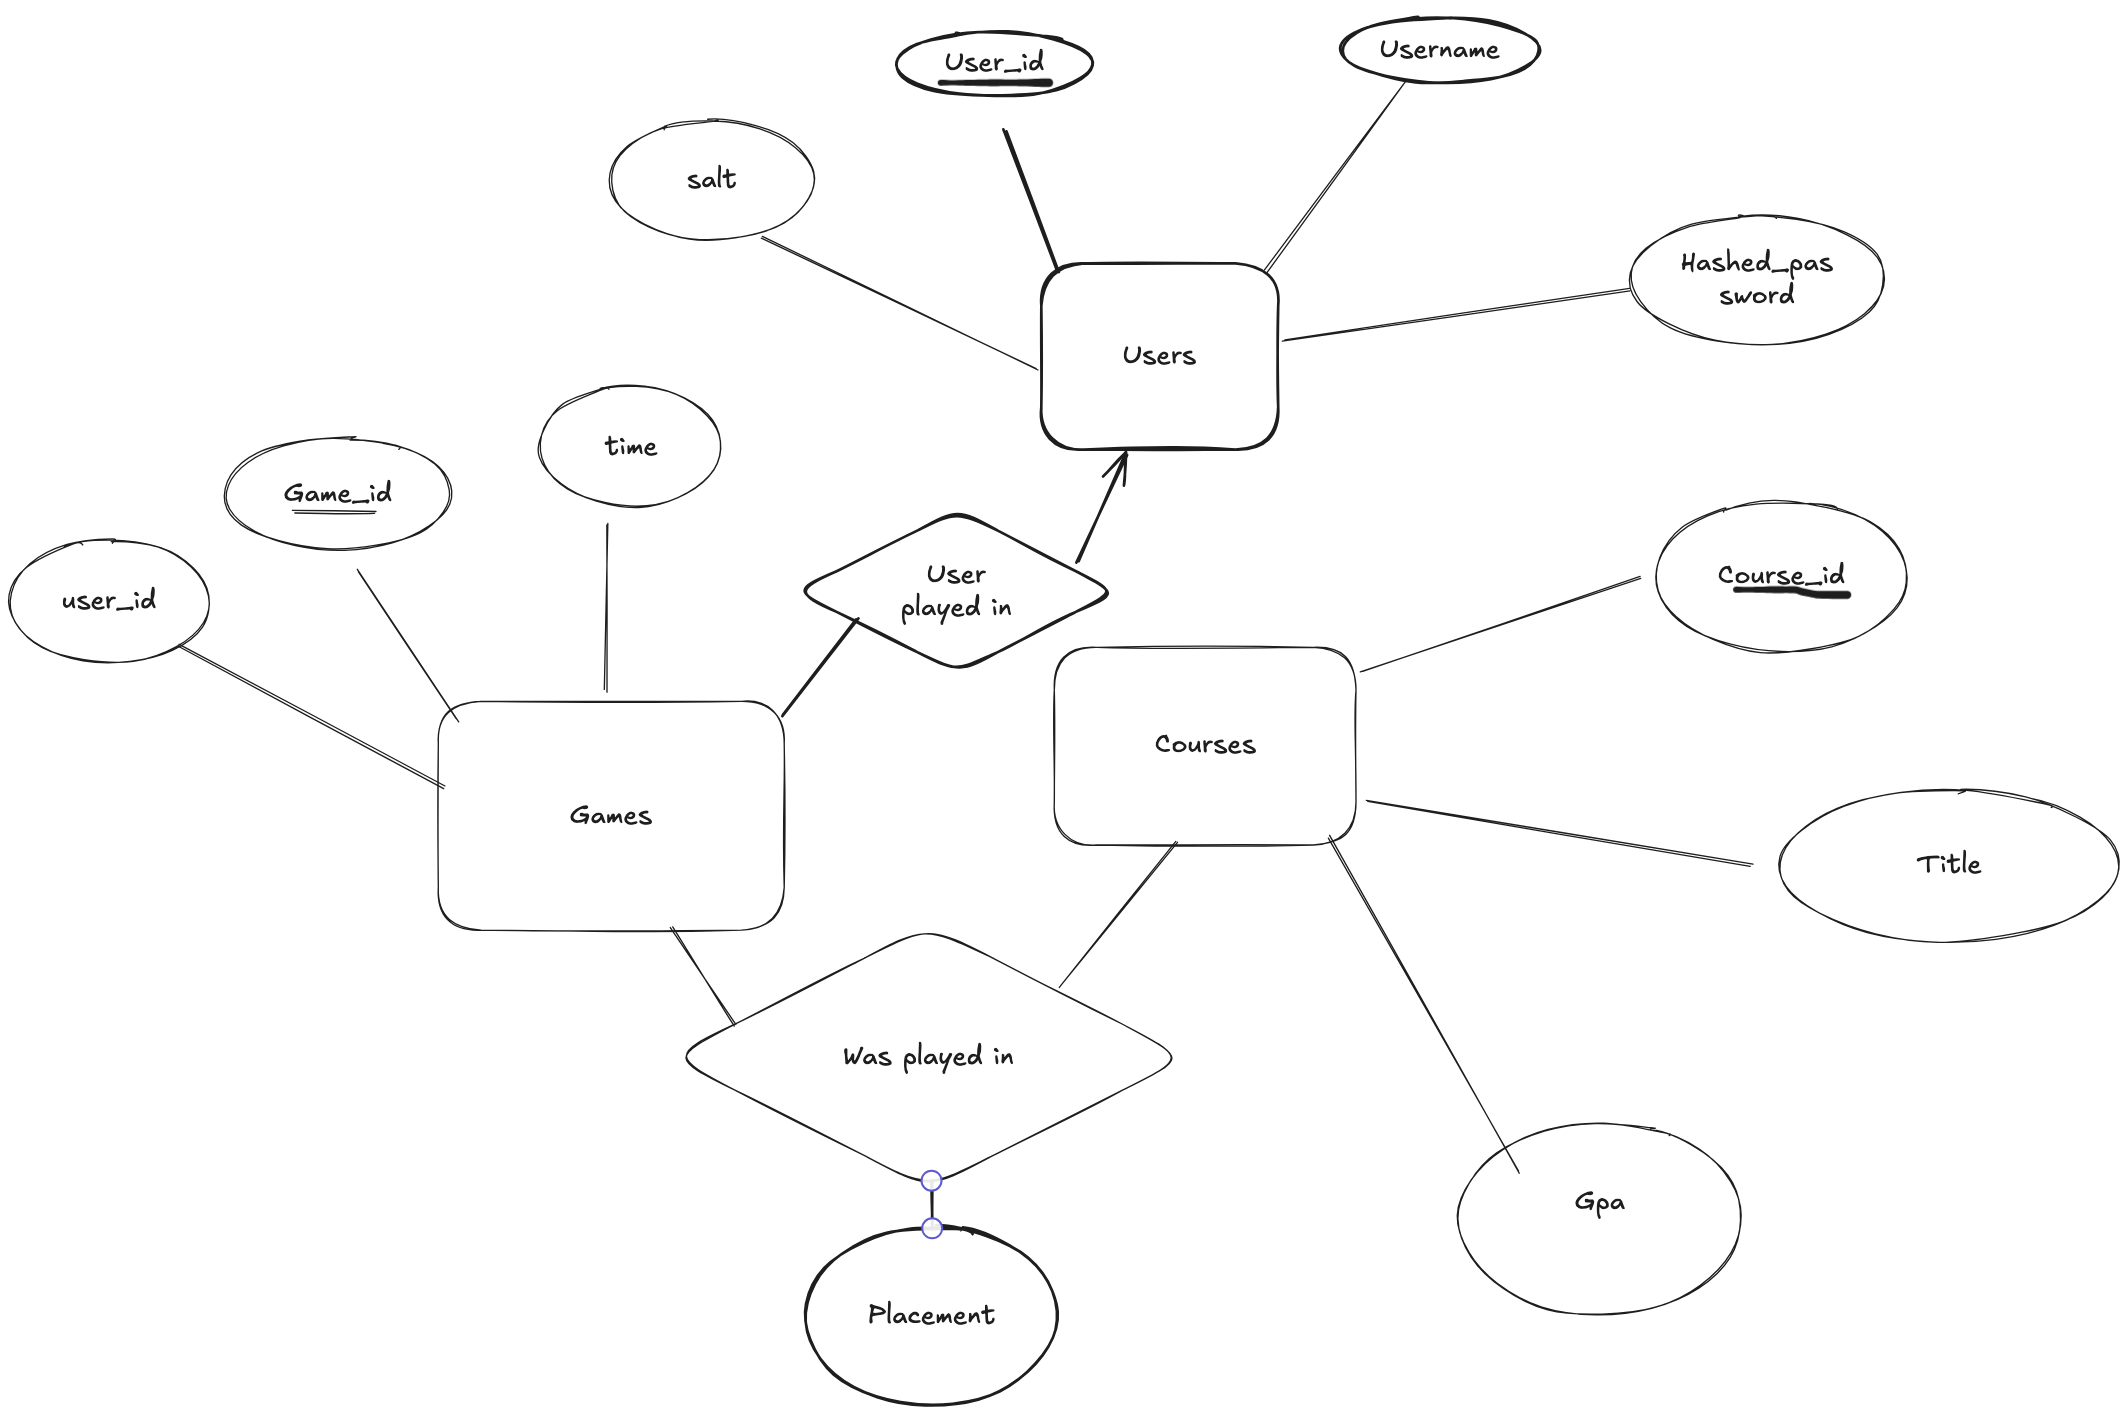 User_id
Username
salt
Hashed_pas
sword
Users
time
Game_id
user_id
User
played in
Course_id
Courses
Games
Title
Was played in
Gpa
Placement